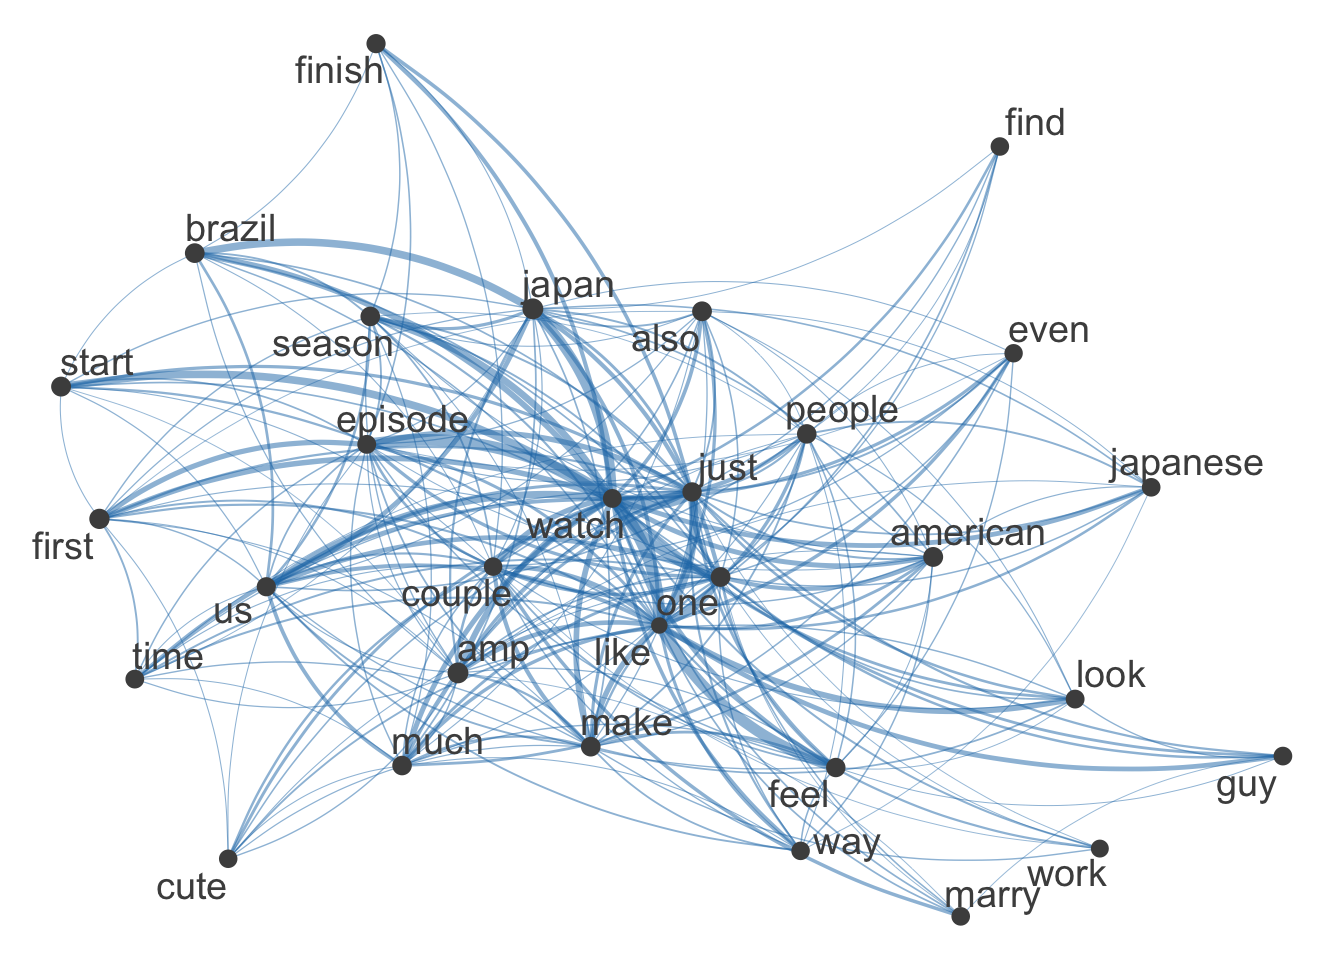 finish
find
brazil
japan
also
season
even
start
episode
people
just
japanese
watch
first
american
couple
one
us
amp
like
time
look
make
much
feel
guy
way
work
cute
marry